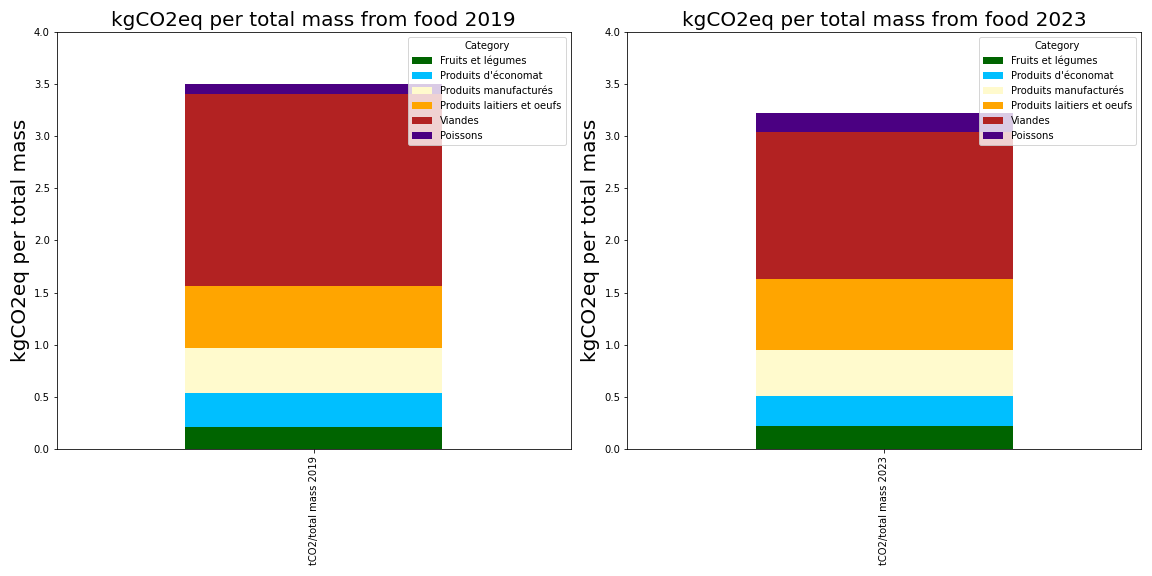 kgCO2eq per total mass from food 2019
kgCO2eq per total mass
4.0
3.5
3.0
2.5
2.0
1.5
1.0
0.5
0.0
Category
Fruits et légumes
Produits d'économat
Produits manufacturés
Produits laitiers et oeufs
Viandes
Poissons
tCO2/total mass 2019
kgCO2eq per total mass from food 2023
kgCO2eq per total mass
4.0
3.5
3.0
2.5
2.0
1.5
1.0
0.5
0.0
Category
Fruits et légumes
Produits d'économat
Produits manufacturés
Produits laitiers et oeufs
Viandes
Poissons
tCO2/total mass 2023